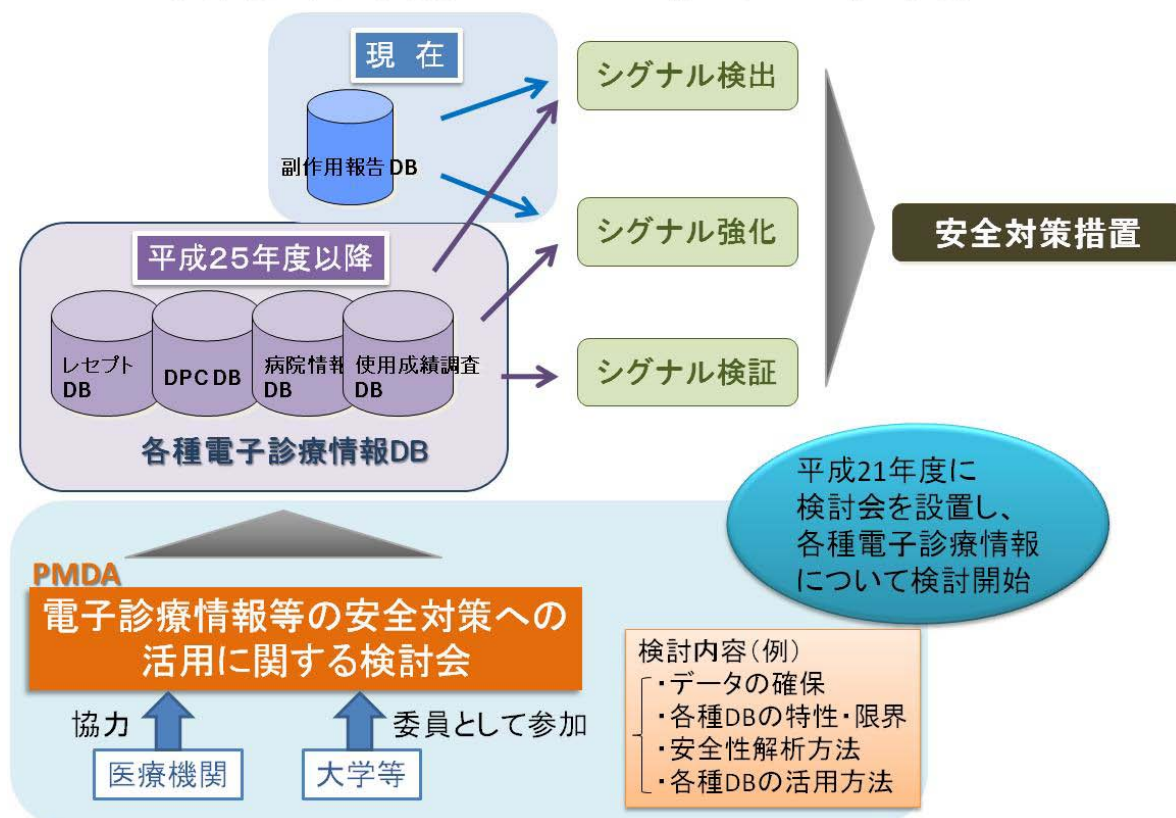 現 在
副作用報告DB
シグナル検出
シグナル強化
シグナル検証
安全対策措置
平成25年度以降
レセプト
DB
DPC DB
病院情報
DB
使用成績調査
DB
各種電子診療情報DB
平成21年度に
検討会を設置し、
各種電子診療情報
について検討開始
PMDA
電子診療情報等の安全対策への
活用に関する検討会
協力
委員として参加
医療機関
大学等
検討内容（例）
・データの確保
・各種DBの特性・限界
・安全性解析方法
・各種DBの活用方法